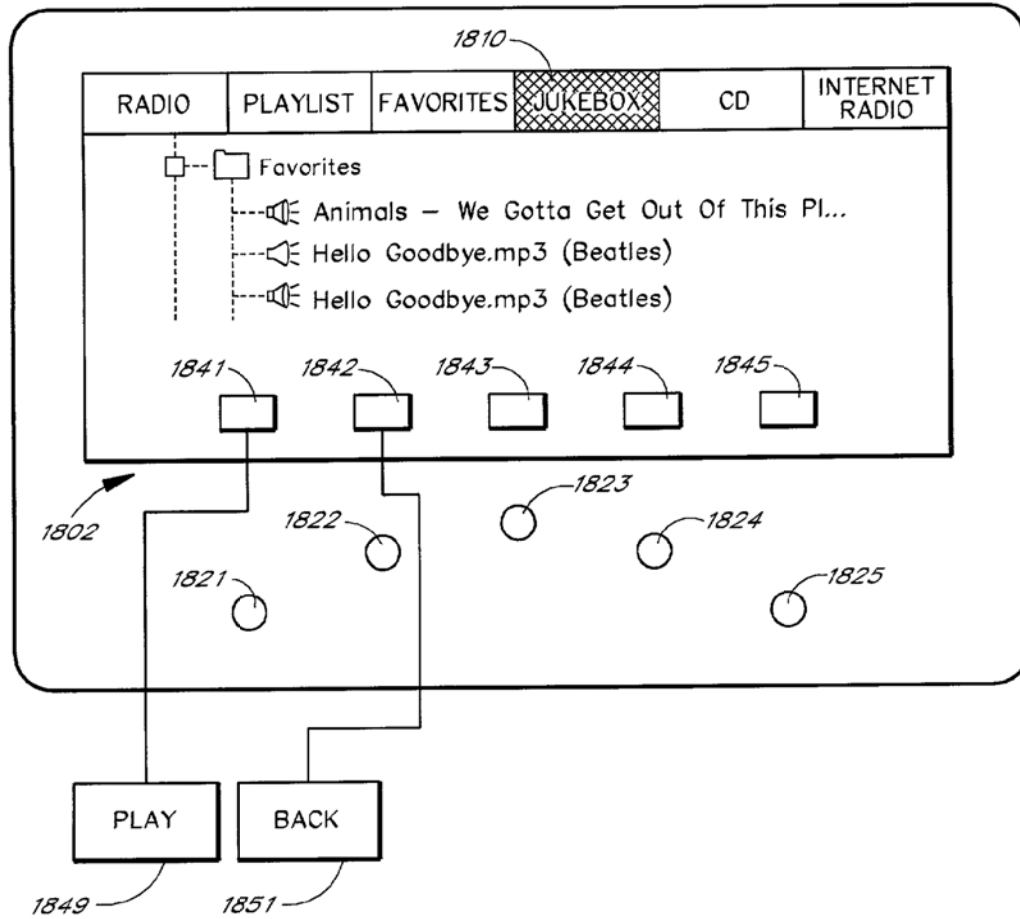 1810
RADIO PLAYLIST FAVORITES JUKEBOX CD INTERNET RADIO
Favorites
Animals – We Gotta Get Out Of This Pl...
Hello Goodbye.mp3 (Beatles)
Hello Goodbye.mp3 (Beatles)
1841 1842 1843 1844 1845
1802
1823
1822 1824
1821 1825
PLAY BACK
1849 1851